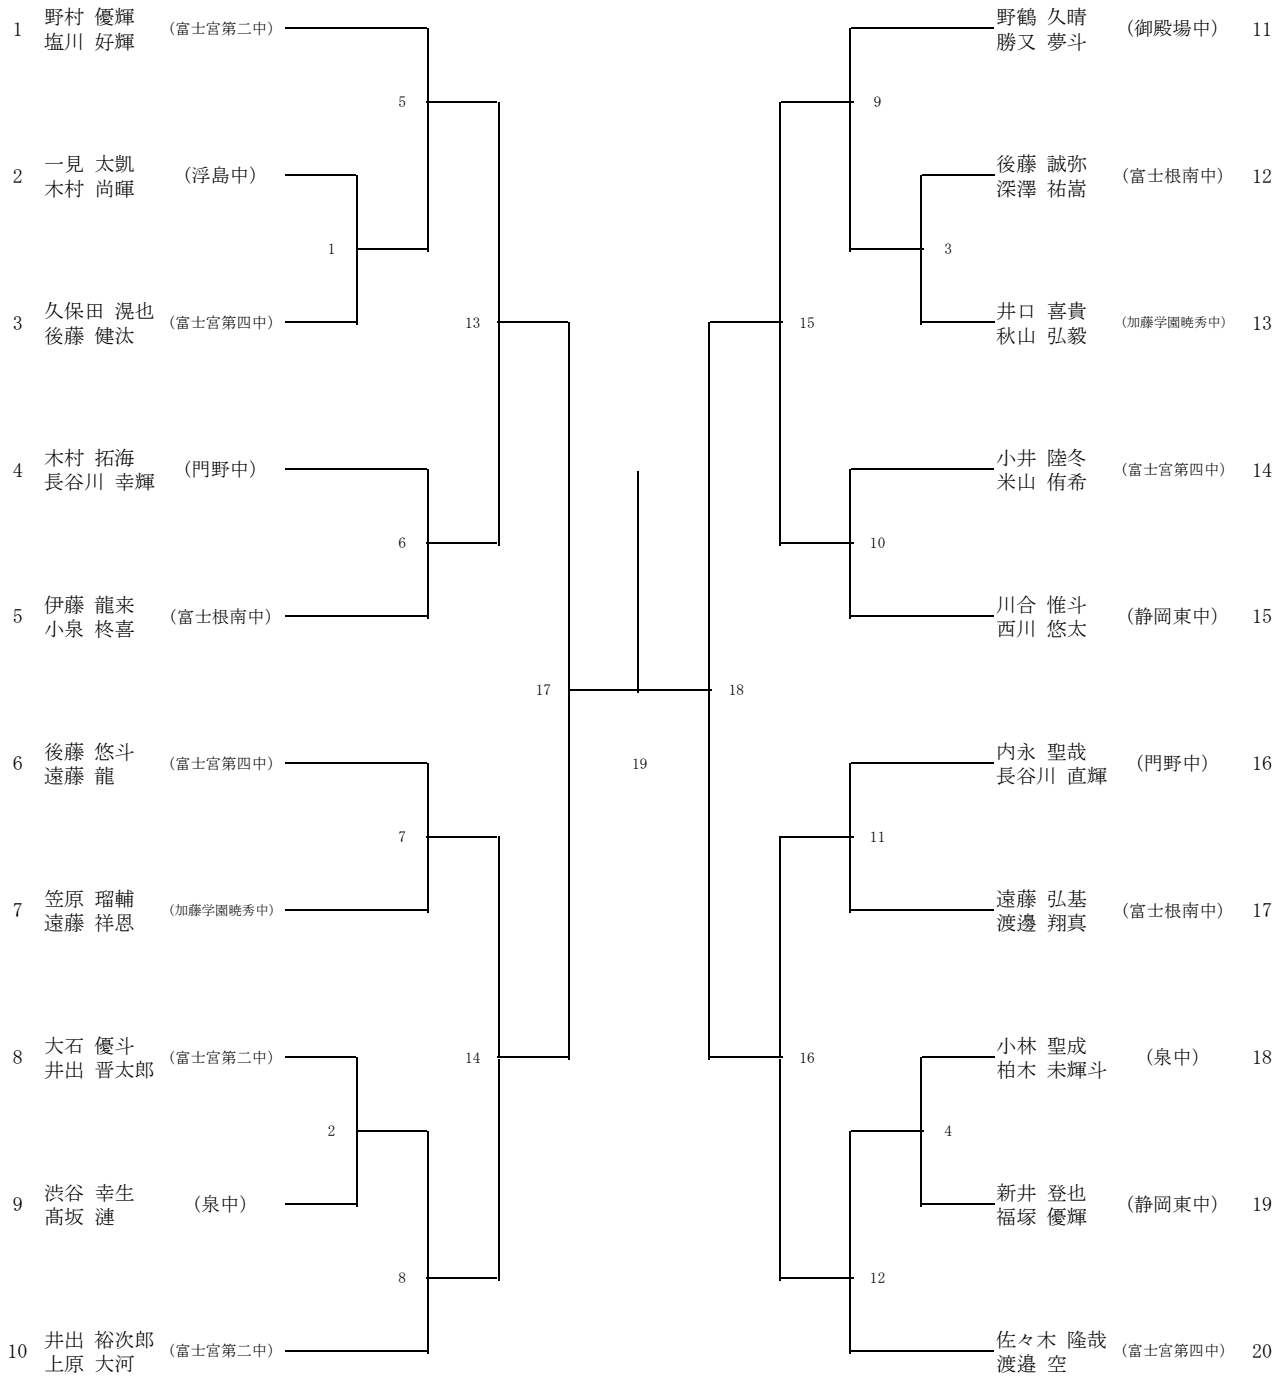 1 野村 優輝 (富士宮第二中)
塩川 好輝
2 一見 太凱 (浮島中)
木村 尚暉
3 久保田 滉也 (富士宮第四中)
後藤 健汰
4 木村 拓海 (門野中)
長谷川 幸輝
5 伊藤 龍来 (富士根南中)
小泉 柊喜
6 後藤 悠斗 (富士宮第四中)
遠藤 龍
7 笠原 瑠輔 (加藤学園暁秀中)
遠藤 祥恩
8 大石 優斗 (富士宮第二中)
井出 晋太郎
9 渋谷 幸生 (泉中)
髙坂 漣
10 井出 裕次郎 (富士宮第二中)
上原 大河
5
1
13
6
17
7
14
2
8
19
9
3
15
10
18
11
16
4
12
野鶴 久晴 (御殿場中) 11
勝又 夢斗
後藤 誠弥 (富士根南中) 12
深澤 祐嵩
井口 喜貴 (加藤学園暁秀中) 13
秋山 弘毅
小井 陸冬 (富士宮第四中) 14
米山 侑希
川合 惟斗 (静岡東中) 15
西川 悠太
内永 聖哉 (門野中) 16
長谷川 直輝
遠藤 弘基 (富士根南中) 17
渡邊 翔真
小林 聖成 (泉中) 18
柏木 未輝斗
新井 登也 (静岡東中) 19
福塚 優輝
佐々木 隆哉 (富士宮第四中) 20
渡邉 空